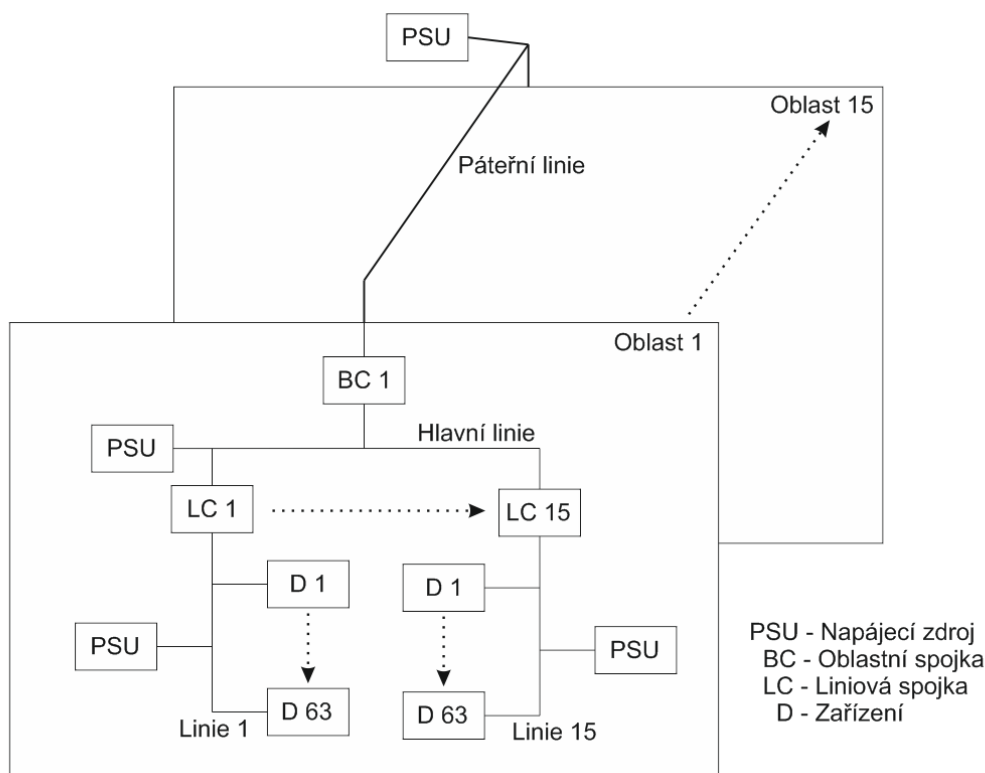 PSU
Oblast 15
Páteřní linie
Oblast 1
BC 1
Hlavní linie
PSU
LC 1
LC 15
D 1
D 1
PSU
PSU
D 63
D 63
Linie 1
Linie 15
PSU - Napájecí zdroj
BC - Oblastní spojka
LC - Liniová spojka
D - Zařízení